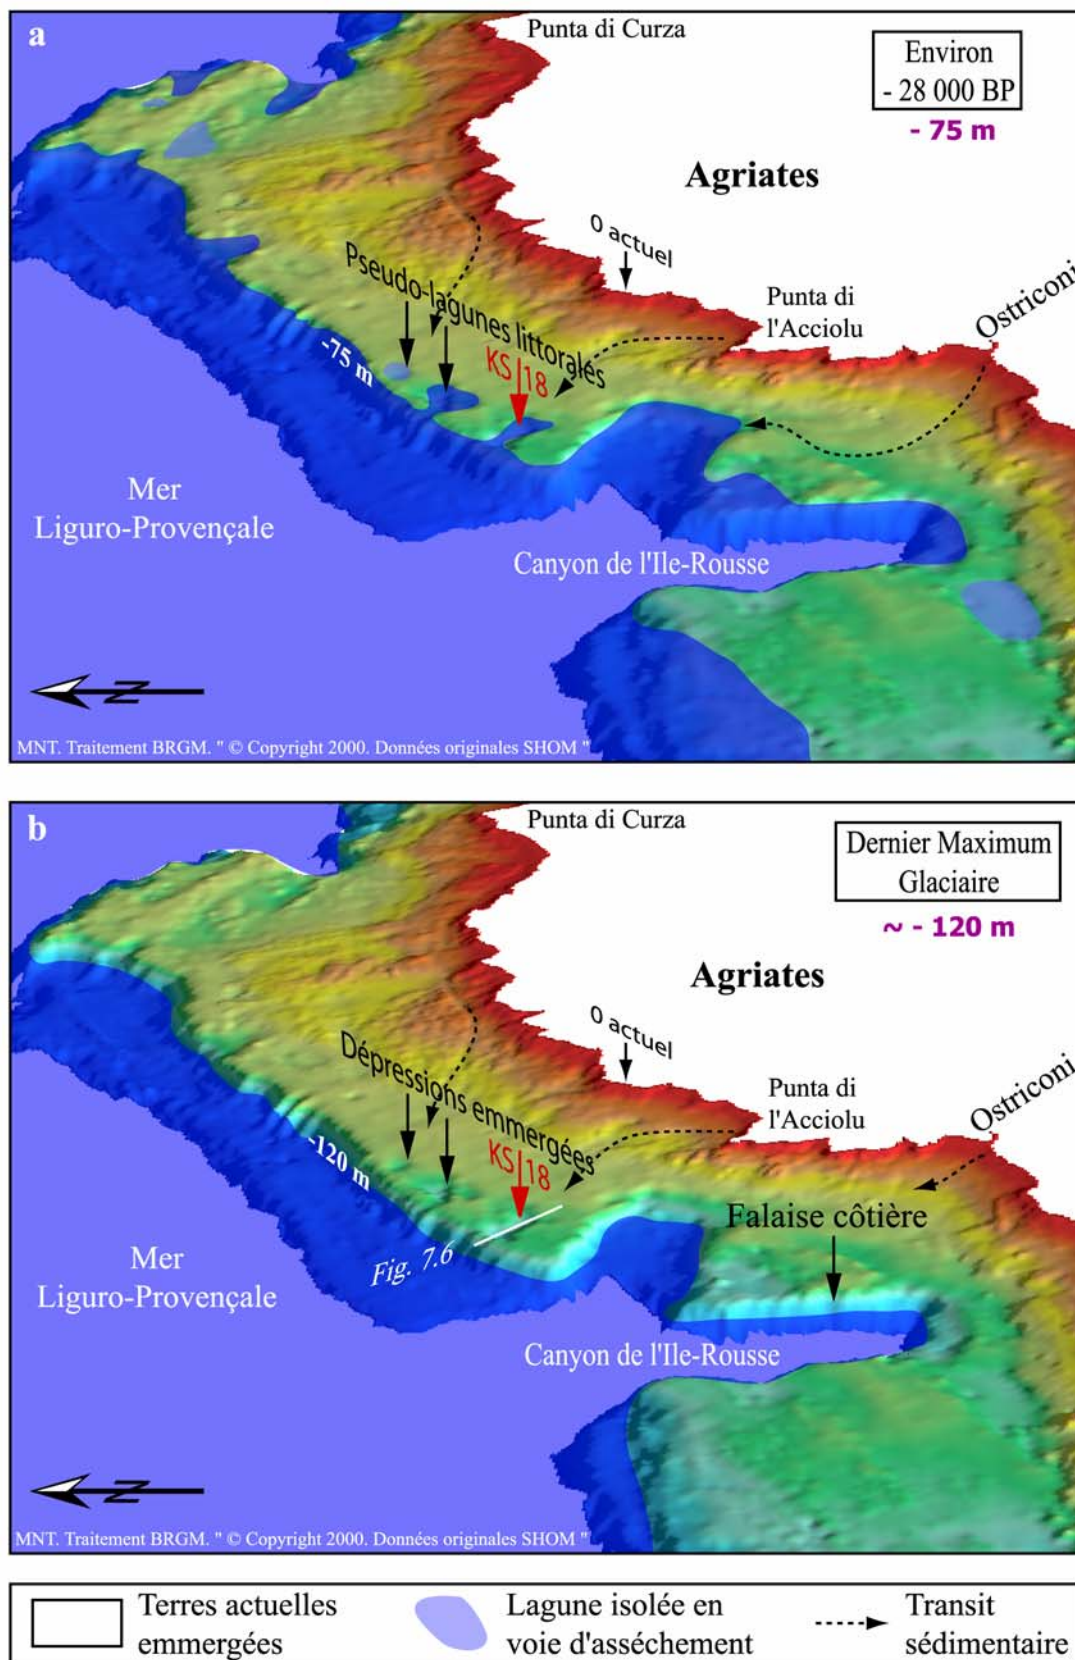 a
Punta di Curza
Environ
- 28 000 BP
- 75 m
Agriates
0 actuel
Pseudo-lagunes littorales
Punta di
l'Acciolu
Ostriconi
-75 m
KS 18
Mer
Liguro-Provençale
Canyon de l'Ile-Rousse
N
MNT. Traitement BRGM. " © Copyright 2000. Données originales SHOM "
b
Punta di Curza
Dernier Maximum
Glaciaire
~ - 120 m
Agriates
0 actuel
Dépressions emmergées
Punta di
l'Acciolu
Ostriconi
-120 m
KS 18
Falaise côtière
Fig. 7.6
Mer
Liguro-Provençale
Canyon de l'Ile-Rousse
N
MNT. Traitement BRGM. " © Copyright 2000. Données originales SHOM "
Terres actuelles
emmergées
Lagune isolée en
voie d'asséchement
Transit
sédimentaire